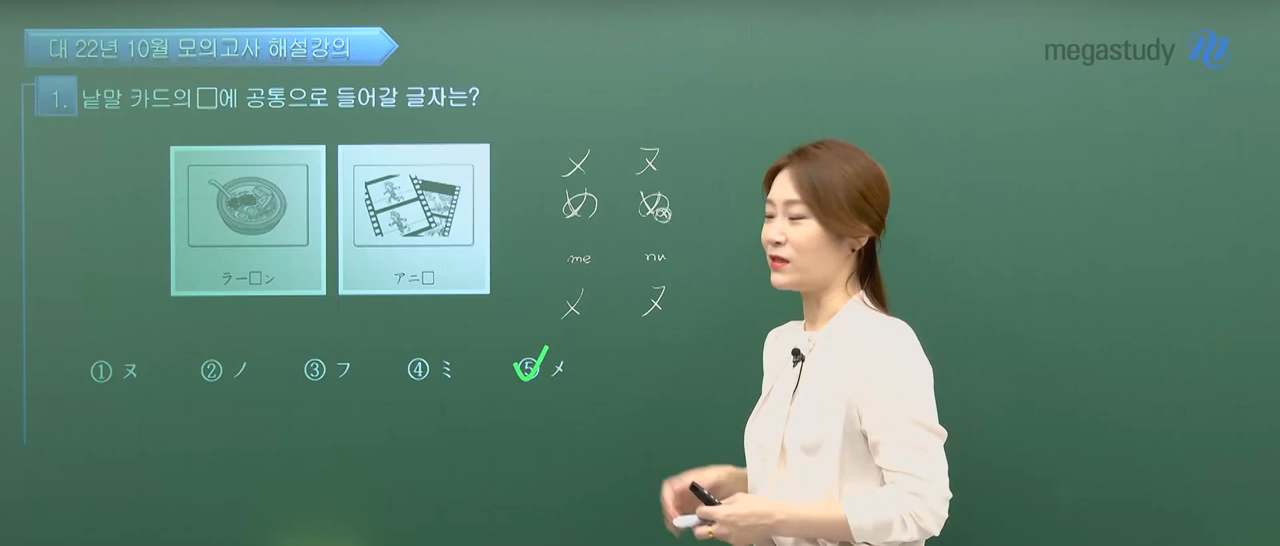 대 22년 10월 모의고사 해설강의
megastudy
1. 낱말 카드의 □에 공통으로 들어갈 글자는?
ラー□ン
アニ□
メ ヌ
め ぬ
me nu
メ ヌ
① ヌ ② ノ ③ フ ④ ミ ⑤ メ